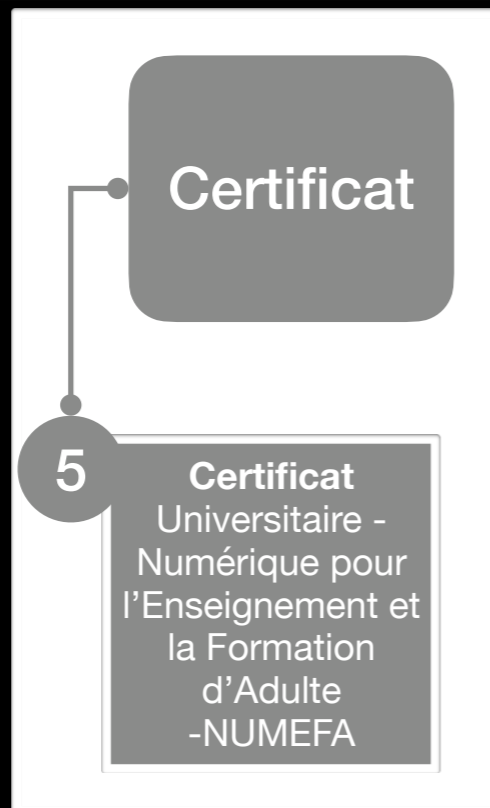 Certificat
5
Certificat
Universitaire -
Numérique pour
l’Enseignement et
la Formation
d’Adulte
-NUMEFA